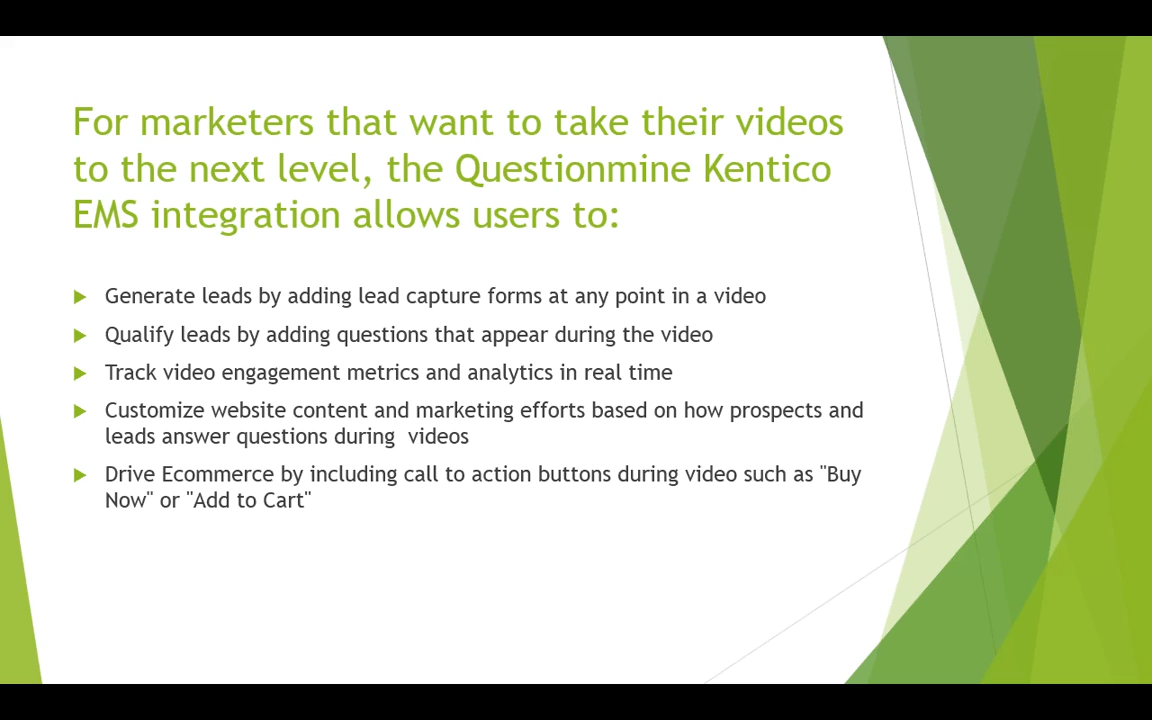 For marketers that want to take their videos
to the next level, the Questionmine Kentico
EMS integration allows users to:
Generate leads by adding lead capture forms at any point in a video
Qualify leads by adding questions that appear during the video
Track video engagement metrics and analytics in real time
Customize website content and marketing efforts based on how prospects and
leads answer questions during  videos
Drive Ecommerce by including call to action buttons during video such as "Buy
Now" or "Add to Cart"